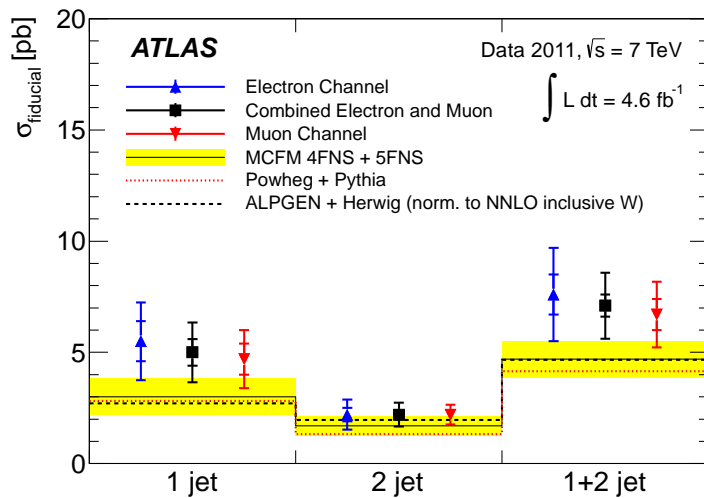 σfiducial [pb]
20
15
10
5
0
ATLAS
Data 2011, √s = 7 TeV
∫ L dt = 4.6 fb-1
Electron Channel
Combined Electron and Muon
Muon Channel
MCFM 4FNS + 5FNS
Powheg + Pythia
ALPGEN + Herwig (norm. to NNLO inclusive W)
1 jet 2 jet 1+2 jet